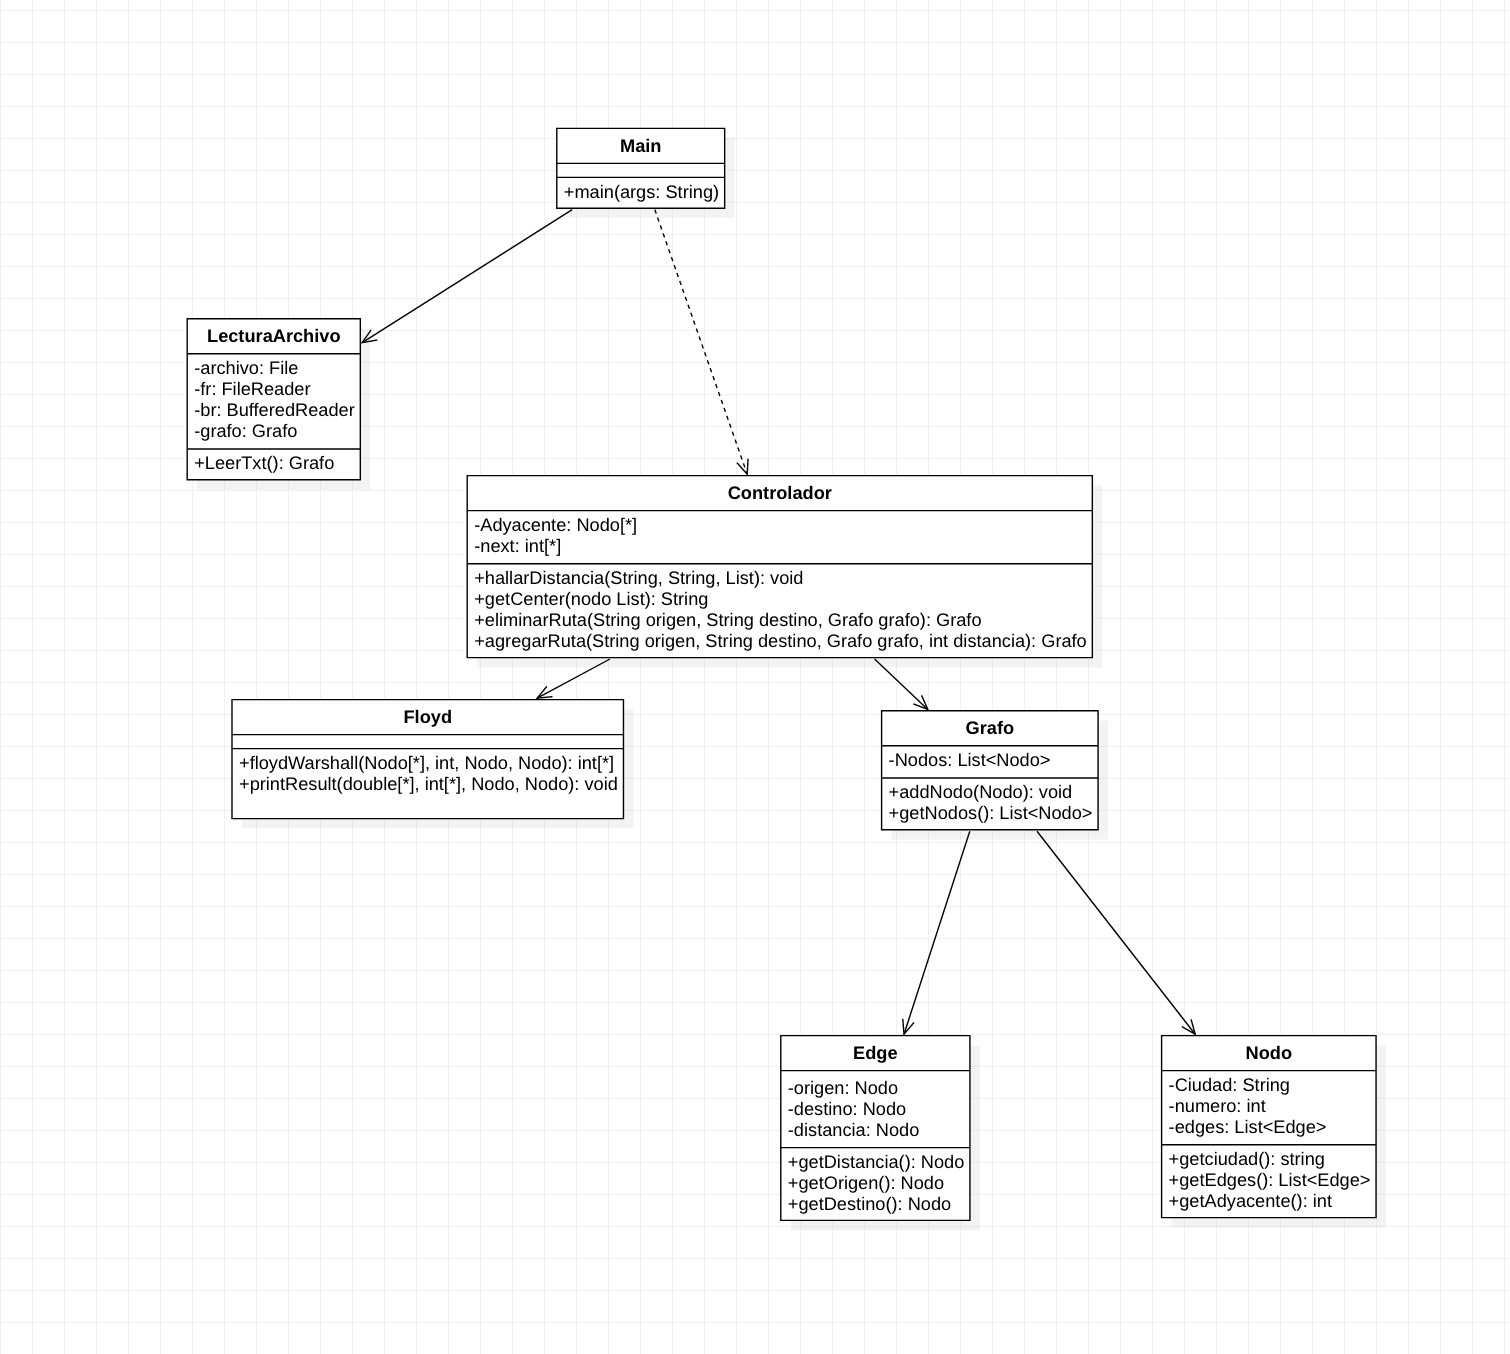 Main
+main(args: String)
LecturaArchivo
-archivo: File
-fr: FileReader
-br: BufferedReader
-grafo: Grafo
+LeerTxt(): Grafo
Controlador
-Adyacente: Nodo[*]
-next: int[*]
+hallarDistancia(String, String, List): void
+getCenter(nodo List): String
+eliminarRuta(String origen, String destino, Grafo grafo): Grafo
+agregarRuta(String origen, String destino, Grafo grafo, int distancia): Grafo
Floyd
+floydWarshall(Nodo[*], int, Nodo, Nodo): int[*]
+printResult(double[*], int[*], Nodo, Nodo): void
Grafo
-Nodos: List<Nodo>
+addNodo(Nodo): void
+getNodos(): List<Nodo>
Edge
-origen: Nodo
-destino: Nodo
-distancia: Nodo
+getDistancia(): Nodo
+getOrigen(): Nodo
+getDestino(): Nodo
Nodo
-Ciudad: String
-numero: int
-edges: List<Edge>
+getciudad(): string
+getEdges(): List<Edge>
+getAdyacente(): int